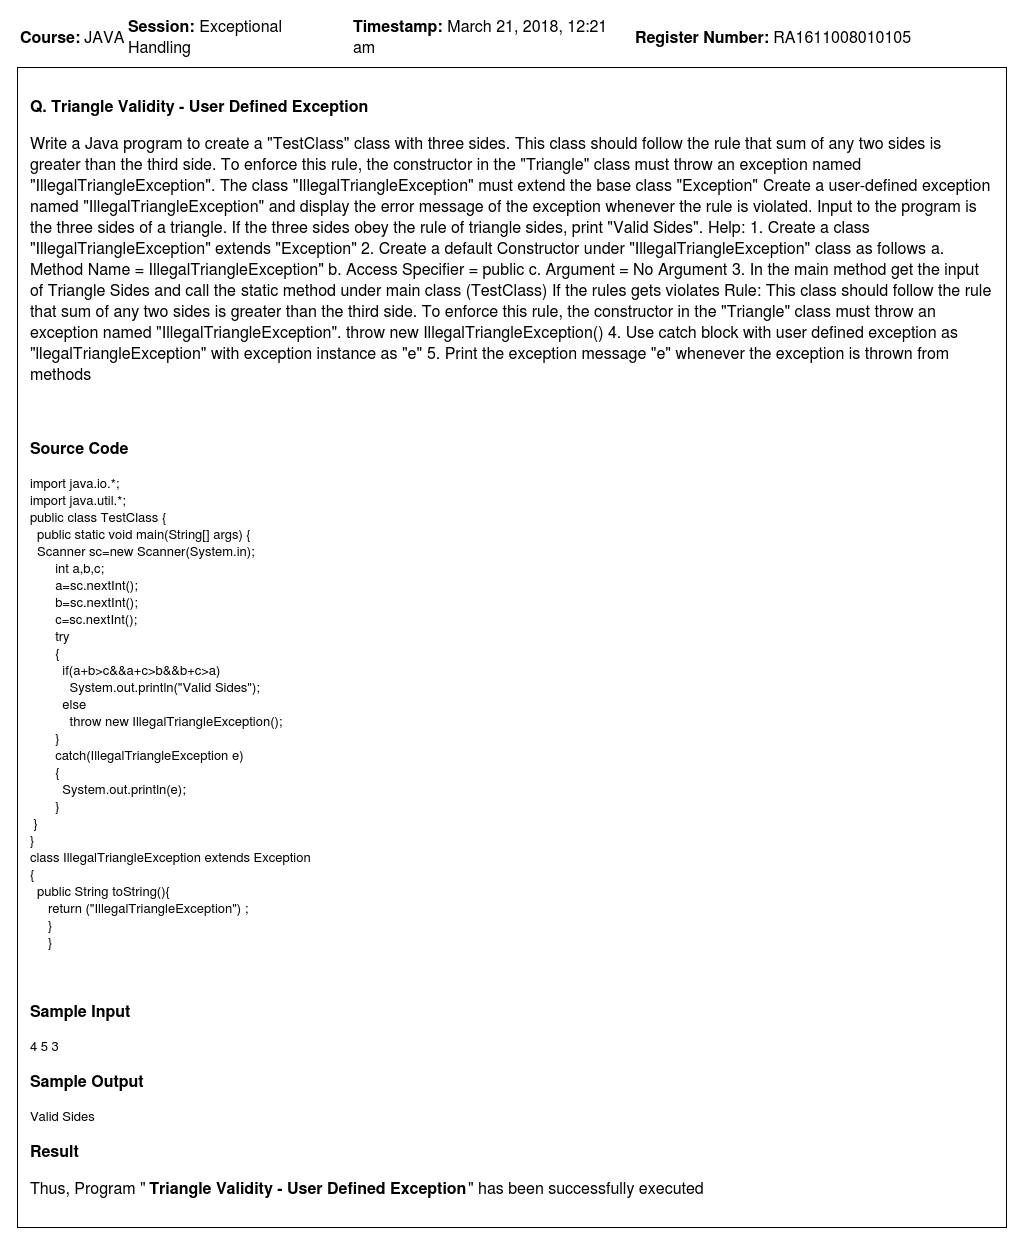 Course: JAVA Session: Exceptional Handling Timestamp: March 21, 2018, 12:21 am Register Number: RA1611008010105
Q. Triangle Validity - User Defined Exception
Write a Java program to create a "TestClass" class with three sides. This class should follow the rule that sum of any two sides is
greater than the third side. To enforce this rule, the constructor in the "Triangle" class must throw an exception named
"IllegalTriangleException". The class "IllegalTriangleException" must extend the base class "Exception" Create a user-defined exception
named "IllegalTriangleException" and display the error message of the exception whenever the rule is violated. Input to the program is
the three sides of a triangle. If the three sides obey the rule of triangle sides, print "Valid Sides". Help: 1. Create a class
"IllegalTriangleException" extends "Exception" 2. Create a default Constructor under "IllegalTriangleException" class as follows a.
Method Name = IllegalTriangleException" b. Access Specifier = public c. Argument = No Argument 3. In the main method get the input
of Triangle Sides and call the static method under main class (TestClass) If the rules gets violates Rule: This class should follow the rule
that sum of any two sides is greater than the third side. To enforce this rule, the constructor in the "Triangle" class must throw an
exception named "IllegalTriangleException". throw new IllegalTriangleException() 4. Use catch block with user defined exception as
"llegalTriangleException" with exception instance as "e" 5. Print the exception message "e" whenever the exception is thrown from
methods
Source Code
import java.io.*;
import java.util.*;
public class TestClass {
public static void main(String[] args) {
Scanner sc=new Scanner(System.in);
int a,b,c;
a=sc.nextInt();
b=sc.nextInt();
c=sc.nextInt();
try
{
if(a+b>c&&a+c>b&&b+c>a)
System.out.println("Valid Sides");
else
throw new IllegalTriangleException();
}
catch(IllegalTriangleException e)
{
System.out.println(e);
}
}
}
class IllegalTriangleException extends Exception
{
public String toString(){
return ("IllegalTriangleException") ;
}
}
Sample Input
4 5 3
Sample Output
Valid Sides
Result
Thus, Program " Triangle Validity - User Defined Exception" has been successfully executed